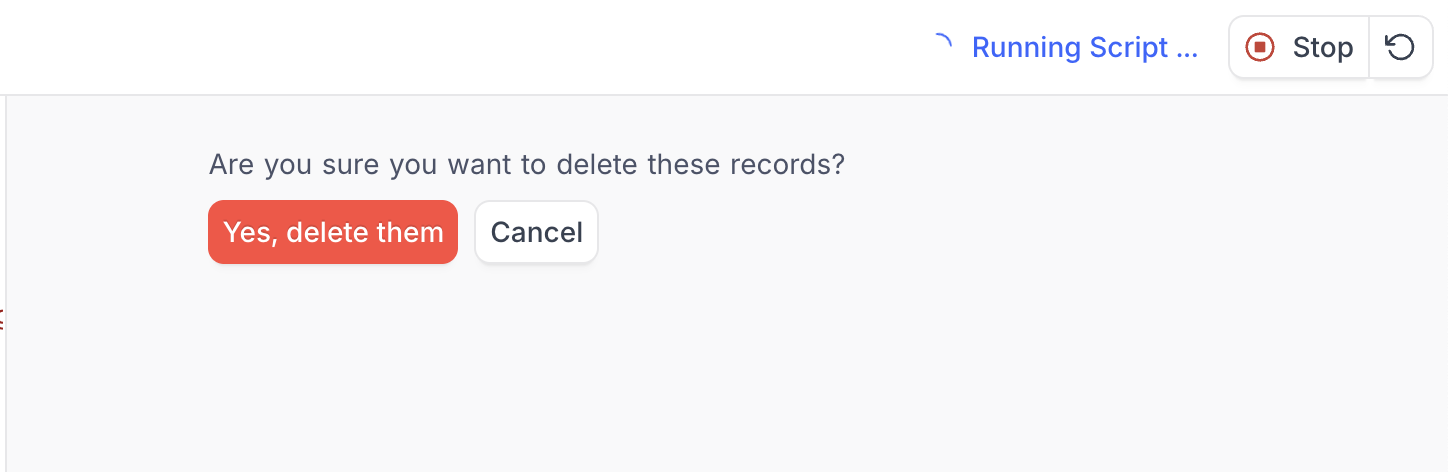 Running Script ...
Stop
Are you sure you want to delete these records?
Yes, delete them
Cancel